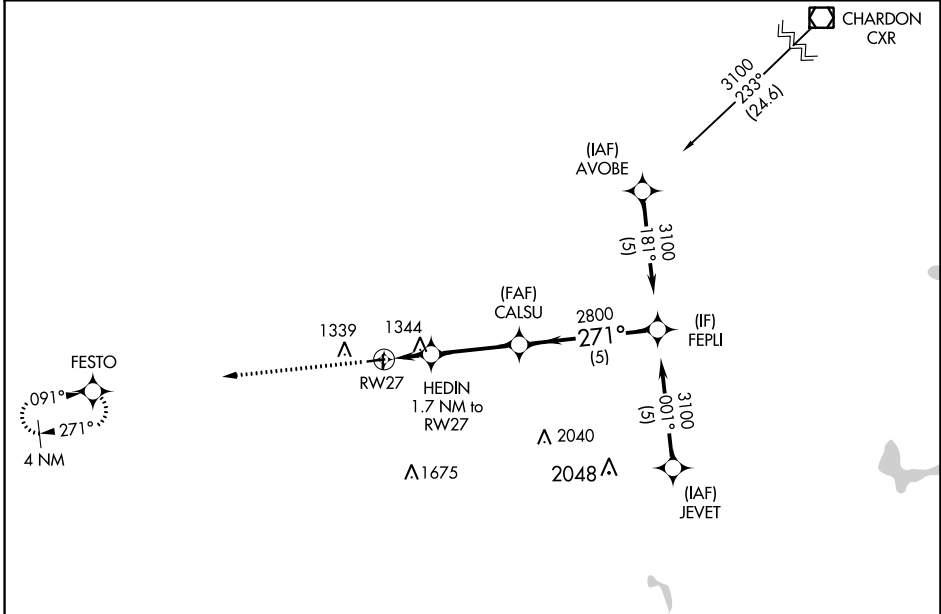 CHARDON
CXR
3100
233°
(24.6)
(IAF)
AVOBE
3100
181°
(5)
(FAF)
CALSU
2800
271°
(5)
(IF)
FEPLI
1339
1344
RW27
HEDIN
1.7 NM to
RW27
FESTO
091°
271°
4 NM
3100
001°
(5)
2040
2048
1675
(IAF)
JEVET